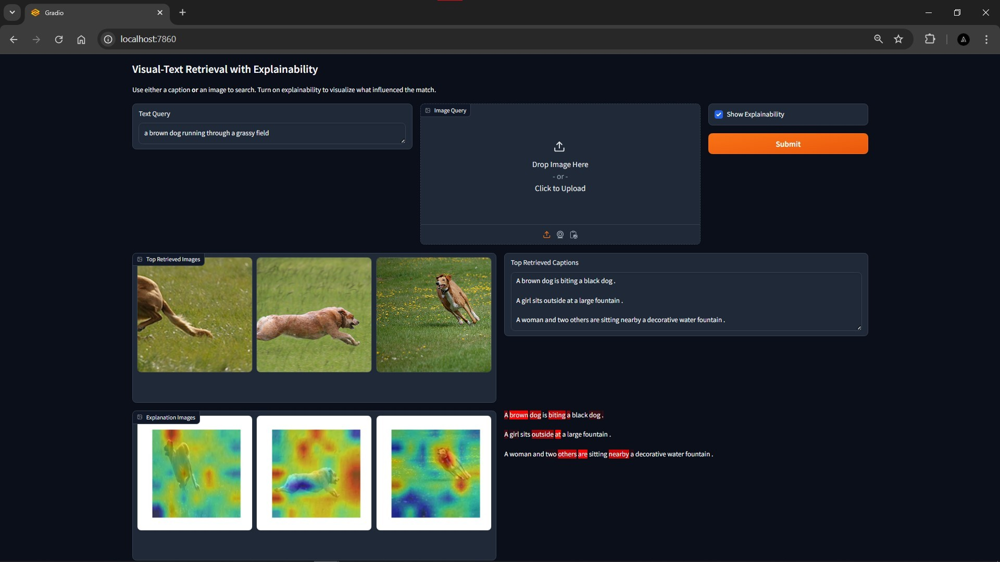 Gradio
localhost:7860
Visual-Text Retrieval with Explainability
Use either a caption or an image to search. Turn on explainability to visualize what influenced the match.
Text Query
a brown dog running through a grassy field
Image Query
Drop Image Here
- or -
Click to Upload
Show Explainability
Submit
Top Retrieved Images
Top Retrieved Captions
A brown dog is biting a black dog .
A girl sits outside at a large fountain .
A woman and two others are sitting nearby a decorative water fountain .
Explanation Images
A brown dog is biting a black dog .
A girl sits outside at a large fountain .
A woman and two others are sitting nearby a decorative water fountain .